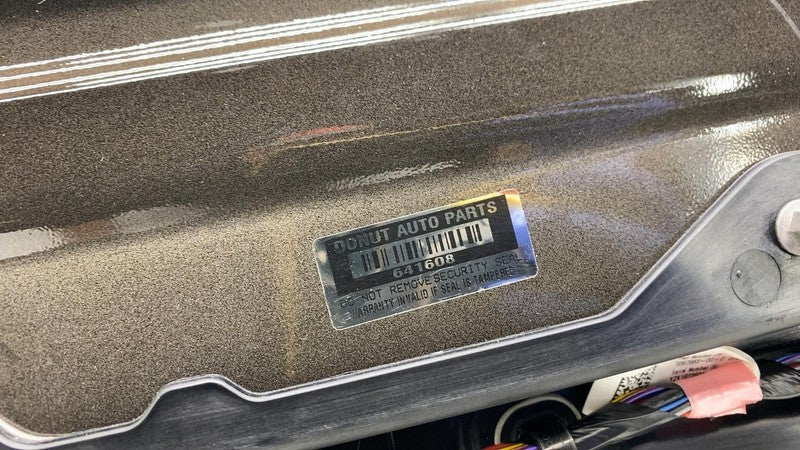 DONUT AUTO PARTS
641608
DO NOT REMOVE SECURITY SEAL
WARRANTY INVALID IF SEAL IS TAMPERED